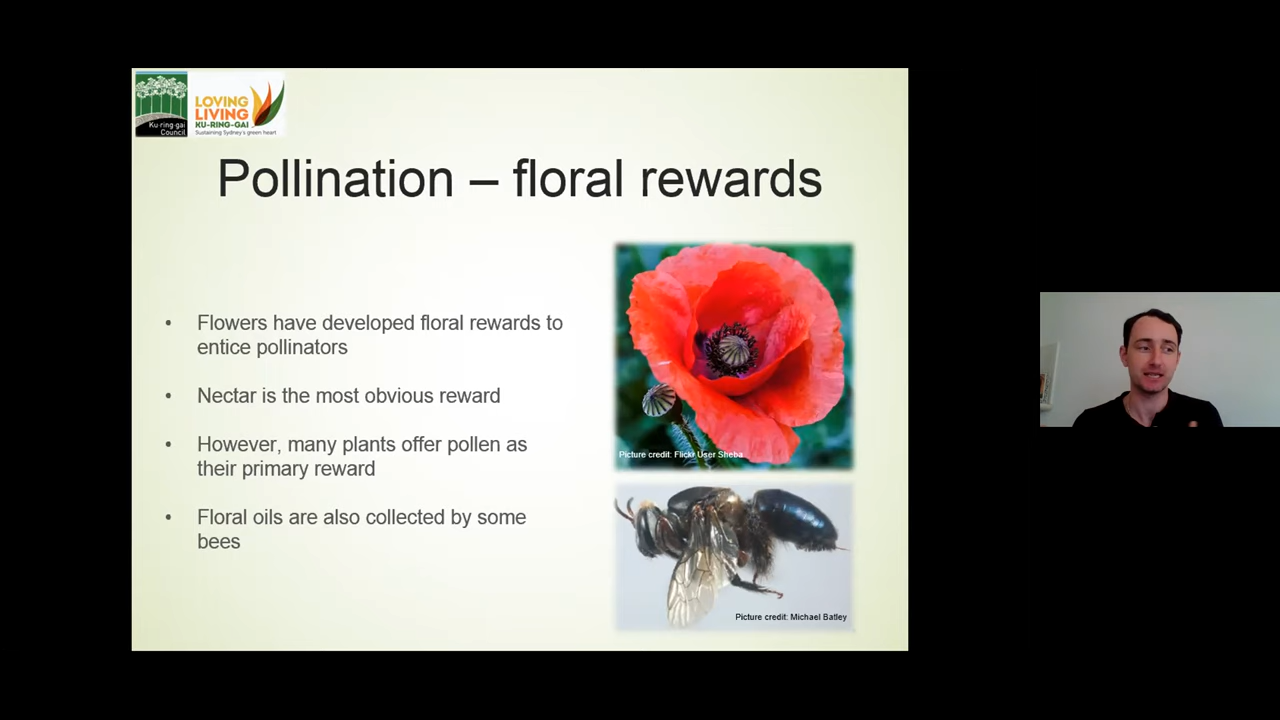 Ku-ring-gai
Council
LOVING
LIVING
KU-RING-GAI
Sustaining Sydney's green heart
Pollination – floral rewards
• Flowers have developed floral rewards to
entice pollinators
• Nectar is the most obvious reward
• However, many plants offer pollen as
their primary reward
• Floral oils are also collected by some
bees
Picture credit: Flickr User Sheba
Picture credit: Michael Batley